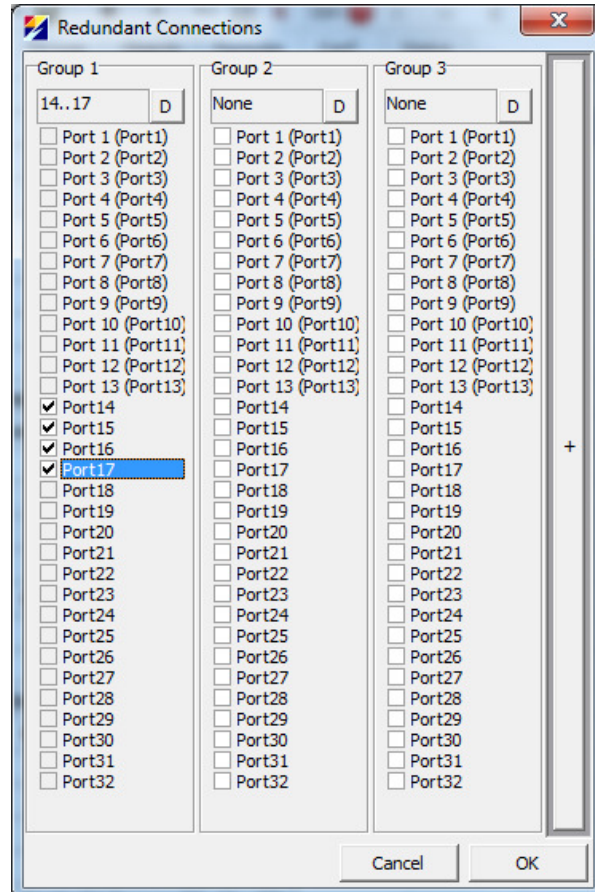 Redundant Connections
Group 1
14..17 D
Port 1 (Port1)
Port 2 (Port2)
Port 3 (Port3)
Port 4 (Port4)
Port 5 (Port5)
Port 6 (Port6)
Port 7 (Port7)
Port 8 (Port8)
Port 9 (Port9)
Port 10 (Port10)
Port 11 (Port11)
Port 12 (Port12)
Port 13 (Port13)
Port14
Port15
Port16
Port17
Port18
Port19
Port20
Port21
Port22
Port23
Port24
Port25
Port26
Port27
Port28
Port29
Port30
Port31
Port32
Group 2
None D
Port 1 (Port1)
Port 2 (Port2)
Port 3 (Port3)
Port 4 (Port4)
Port 5 (Port5)
Port 6 (Port6)
Port 7 (Port7)
Port 8 (Port8)
Port 9 (Port9)
Port 10 (Port10)
Port 11 (Port11)
Port 12 (Port12)
Port 13 (Port13)
Port14
Port15
Port16
Port17
Port18
Port19
Port20
Port21
Port22
Port23
Port24
Port25
Port26
Port27
Port28
Port29
Port30
Port31
Port32
Group 3
None D
Port 1 (Port1)
Port 2 (Port2)
Port 3 (Port3)
Port 4 (Port4)
Port 5 (Port5)
Port 6 (Port6)
Port 7 (Port7)
Port 8 (Port8)
Port 9 (Port9)
Port 10 (Port10)
Port 11 (Port11)
Port 12 (Port12)
Port 13 (Port13)
Port14
Port15
Port16
Port17
Port18
Port19
Port20
Port21
Port22
Port23
Port24
Port25
Port26
Port27
Port28
Port29
Port30
Port31
Port32
+
Cancel OK